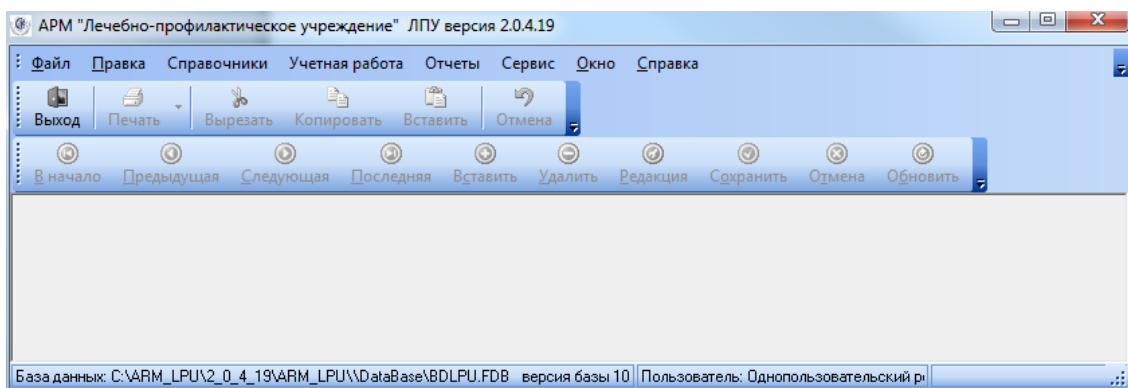 АРМ "Лечебно-профилактическое учреждение" ЛПУ версия 2.0.4.19
Файл Правка Справочники Учетная работа Отчеты Сервис Окно Справка
Выход Печать Вырезать Копировать Вставить Отмена
В начало Предыдущая Следующая Последняя Вставить Удалить Редакция Сохранить Отмена Обновить
База данных: C:\ARM_LPU\2_0_4_19\ARM_LPU\\DataBase\BDLPU.FDB версия базы 10 Пользователь: Однопользовательский